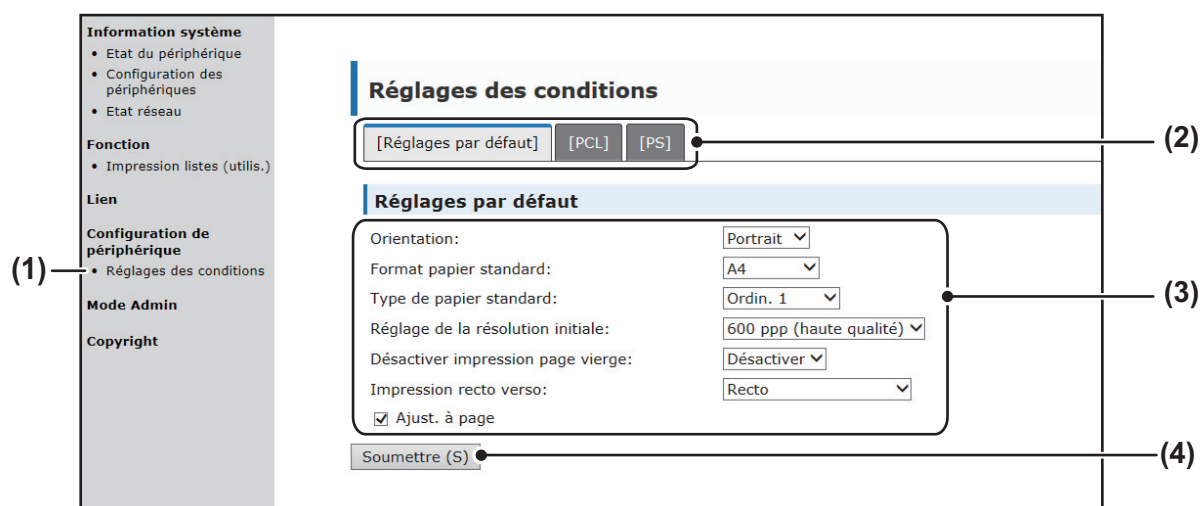 Information système
• Etat du périphérique
• Configuration des
périphériques
• Etat réseau
Fonction
• Impression listes (utilis.)
Lien
Configuration de
périphérique
(1)
• Réglages des conditions
Mode Admin
Copyright
Réglages des conditions
[Réglages par défaut] [PCL] [PS]
(2)
Réglages par défaut
Orientation: Portrait
Format papier standard: A4
Type de papier standard: Ordin. 1
(3)
Réglage de la résolution initiale: 600 ppp (haute qualité)
Désactiver impression page vierge: Désactiver
Impression recto verso: Recto
Ajust. à page
Soumettre (S)
(4)